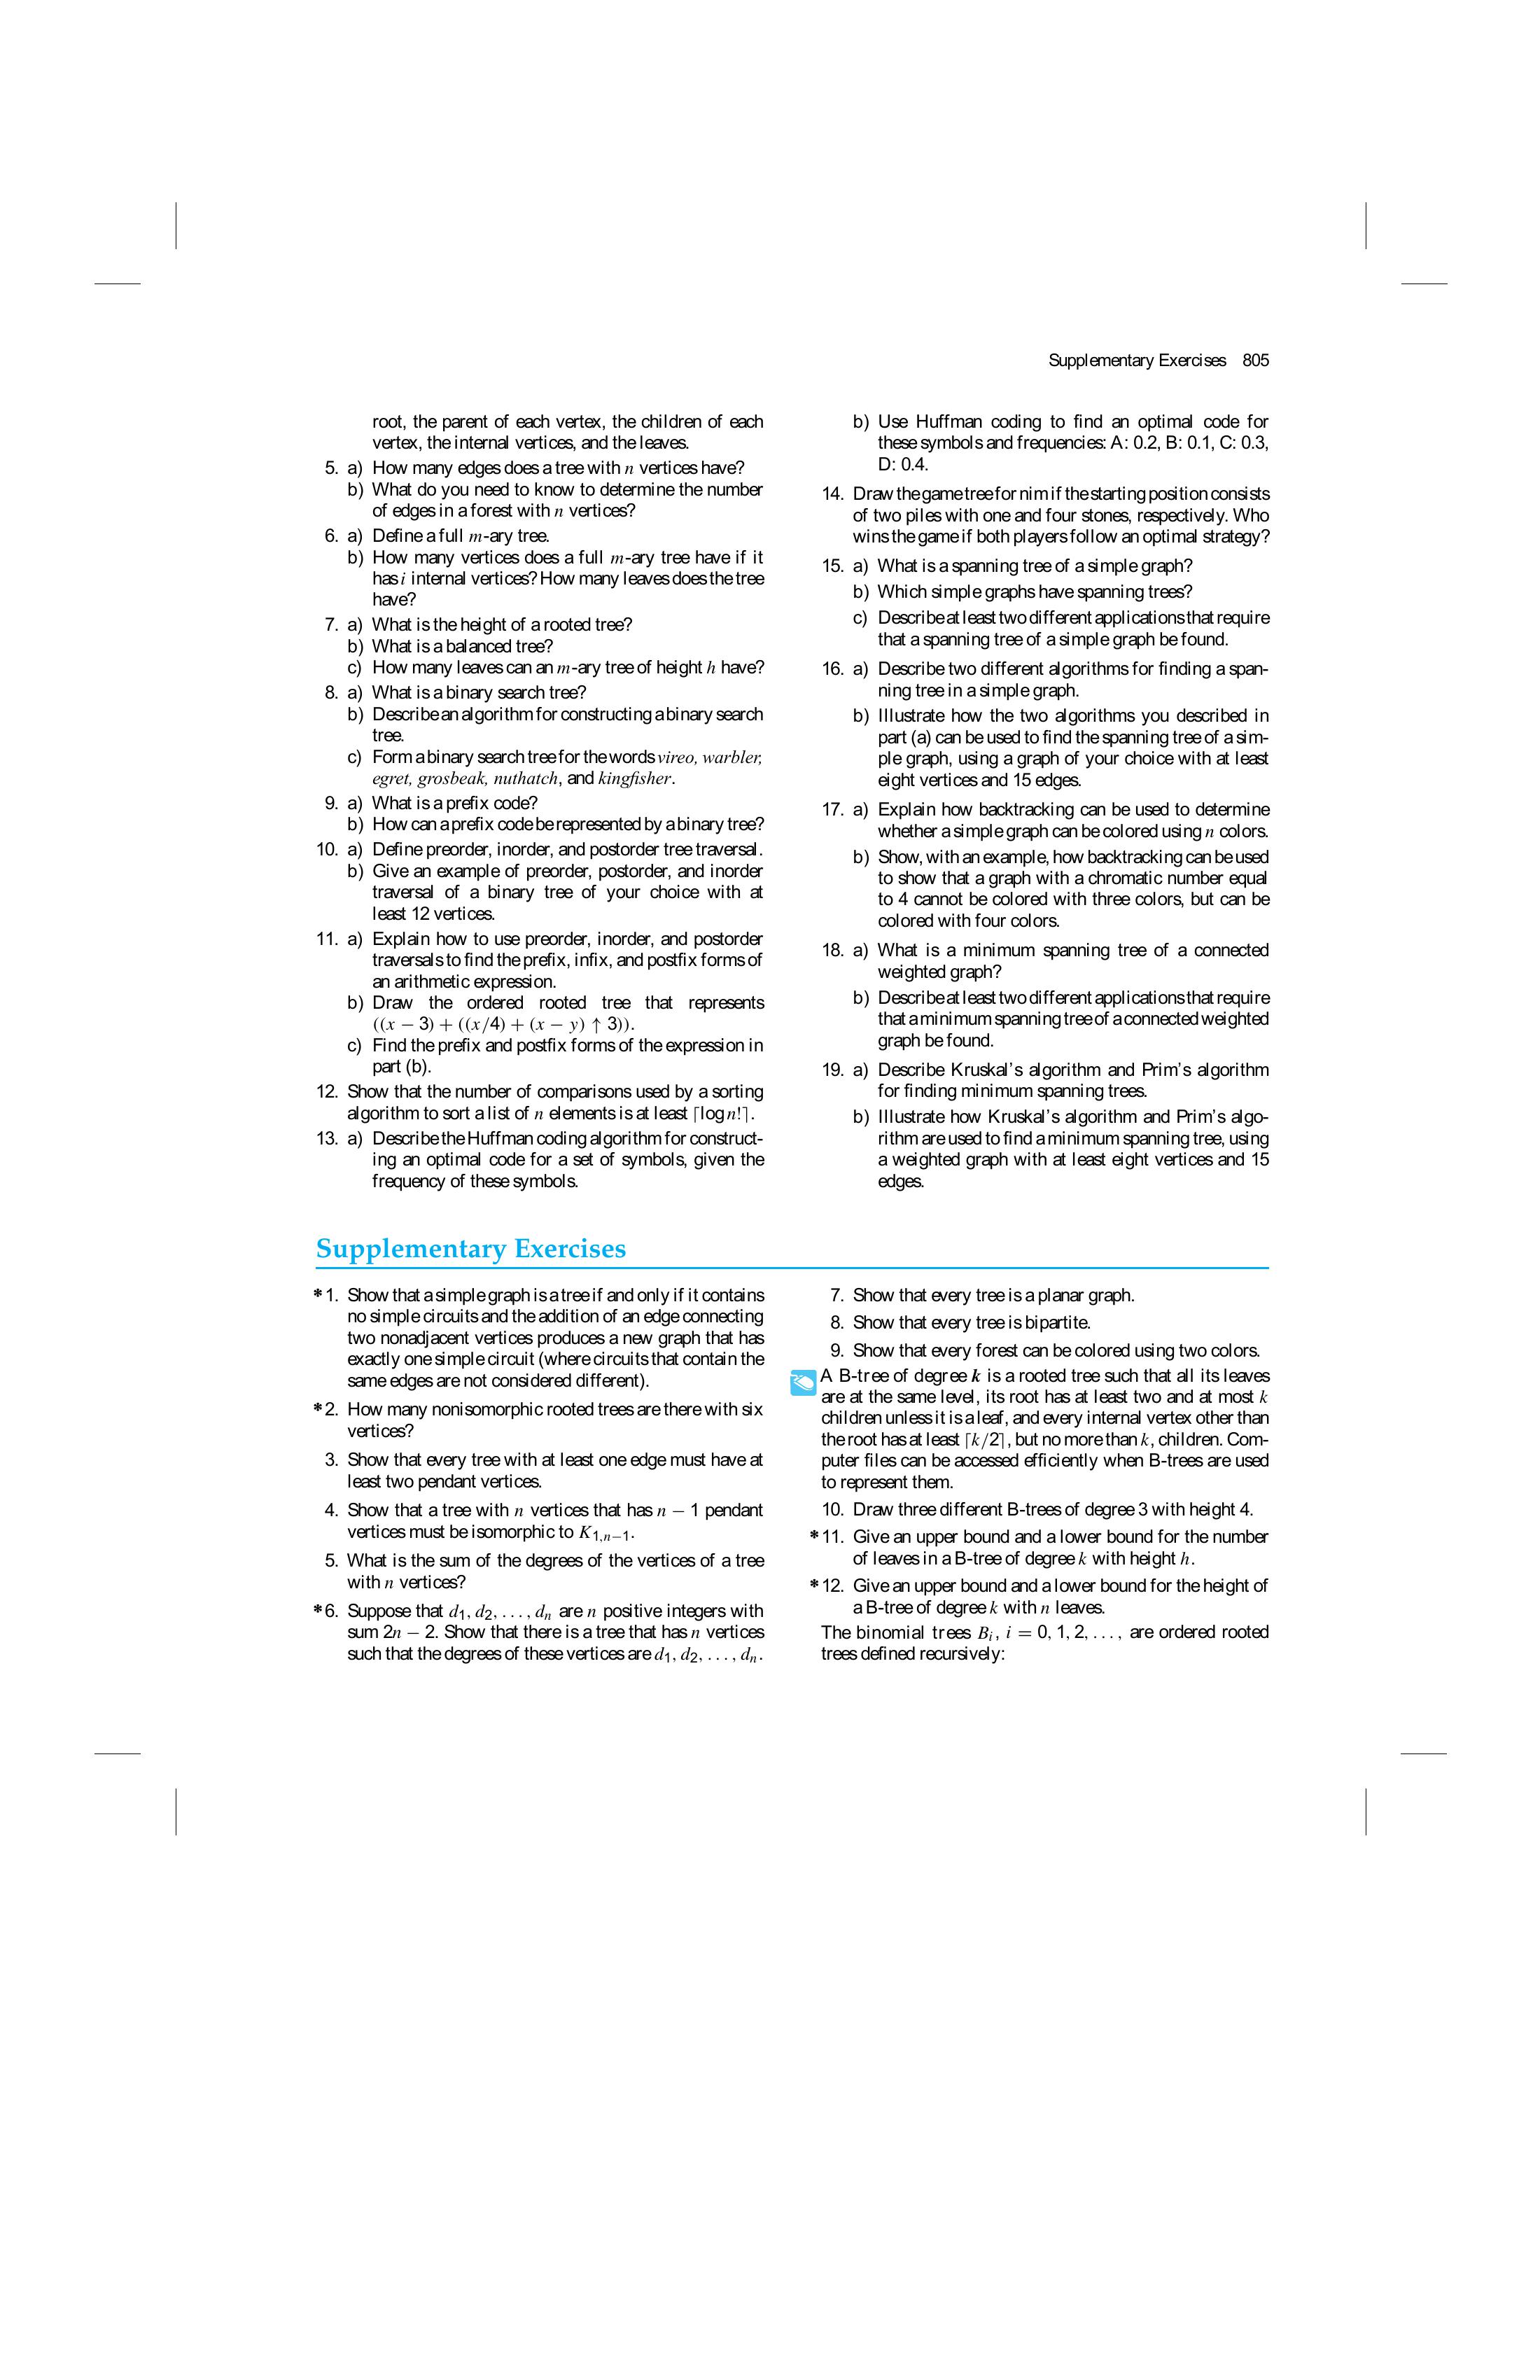 Supplementary Exercises 805
root, the parent of each vertex, the children of each
vertex, the internal vertices, and the leaves.
5. a) How many edges does a tree with n vertices have?
b) What do you need to know to determine the number
of edges in a forest with n vertices?
6. a) Define a full m-ary tree.
b) How many vertices does a full m-ary tree have if it
has i internal vertices? How many leaves does the tree
have?
7. a) What is the height of a rooted tree?
b) What is a balanced tree?
c) How many leaves can an m-ary tree of height h have?
8. a) What is a binary search tree?
b) Describe an algorithm for constructing a binary search
tree.
c) Form a binary search tree for the words vireo, warbler,
egret, grosbeak, nuthatch, and kingfisher.
9. a) What is a prefix code?
b) How can a prefix code be represented by a binary tree?
10. a) Define preorder, inorder, and postorder tree traversal.
b) Give an example of preorder, postorder, and inorder
traversal of a binary tree of your choice with at
least 12 vertices.
11. a) Explain how to use preorder, inorder, and postorder
traversals to find the prefix, infix, and postfix forms of
an arithmetic expression.
b) Draw the ordered rooted tree that represents
((x − 3) + ((x/4) + (x − y) ↑ 3)).
c) Find the prefix and postfix forms of the expression in
part (b).
12. Show that the number of comparisons used by a sorting
algorithm to sort a list of n elements is at least ⌈log n!⌉.
13. a) Describe the Huffman coding algorithm for construct-
ing an optimal code for a set of symbols, given the
frequency of these symbols.
b) Use Huffman coding to find an optimal code for
these symbols and frequencies: A: 0.2, B: 0.1, C: 0.3,
D: 0.4.
14. Draw the game tree for nim if the starting position consists
of two piles with one and four stones, respectively. Who
wins the game if both players follow an optimal strategy?
15. a) What is a spanning tree of a simple graph?
b) Which simple graphs have spanning trees?
c) Describe at least two different applications that require
that a spanning tree of a simple graph be found.
16. a) Describe two different algorithms for finding a span-
ning tree in a simple graph.
b) Illustrate how the two algorithms you described in
part (a) can be used to find the spanning tree of a sim-
ple graph, using a graph of your choice with at least
eight vertices and 15 edges.
17. a) Explain how backtracking can be used to determine
whether a simple graph can be colored using n colors.
b) Show, with an example, how backtracking can be used
to show that a graph with a chromatic number equal
to 4 cannot be colored with three colors, but can be
colored with four colors.
18. a) What is a minimum spanning tree of a connected
weighted graph?
b) Describe at least two different applications that require
that a minimum spanning tree of a connected weighted
graph be found.
19. a) Describe Kruskal's algorithm and Prim's algorithm
for finding minimum spanning trees.
b) Illustrate how Kruskal's algorithm and Prim's algo-
rithm are used to find a minimum spanning tree, using
a weighted graph with at least eight vertices and 15
edges.
Supplementary Exercises
*1. Show that a simple graph is a tree if and only if it contains
no simple circuits and the addition of an edge connecting
two nonadjacent vertices produces a new graph that has
exactly one simple circuit (where circuits that contain the
same edges are not considered different).
*2. How many nonisomorphic rooted trees are there with six
vertices?
3. Show that every tree with at least one edge must have at
least two pendant vertices.
4. Show that a tree with n vertices that has n − 1 pendant
vertices must be isomorphic to K1,n−1.
5. What is the sum of the degrees of the vertices of a tree
with n vertices?
*6. Suppose that d1, d2, . . . , dn are n positive integers with
sum 2n − 2. Show that there is a tree that has n vertices
such that the degrees of these vertices are d1, d2, . . . , dn.
7. Show that every tree is a planar graph.
8. Show that every tree is bipartite.
9. Show that every forest can be colored using two colors.
A B-tree of degree k is a rooted tree such that all its leaves
are at the same level, its root has at least two and at most k
children unless it is a leaf, and every internal vertex other than
the root has at least ⌈k/2⌉, but no more than k, children. Com-
puter files can be accessed efficiently when B-trees are used
to represent them.
10. Draw three different B-trees of degree 3 with height 4.
*11. Give an upper bound and a lower bound for the number
of leaves in a B-tree of degree k with height h.
*12. Give an upper bound and a lower bound for the height of
a B-tree of degree k with n leaves.
The binomial trees Bi, i = 0, 1, 2, . . . , are ordered rooted
trees defined recursively: